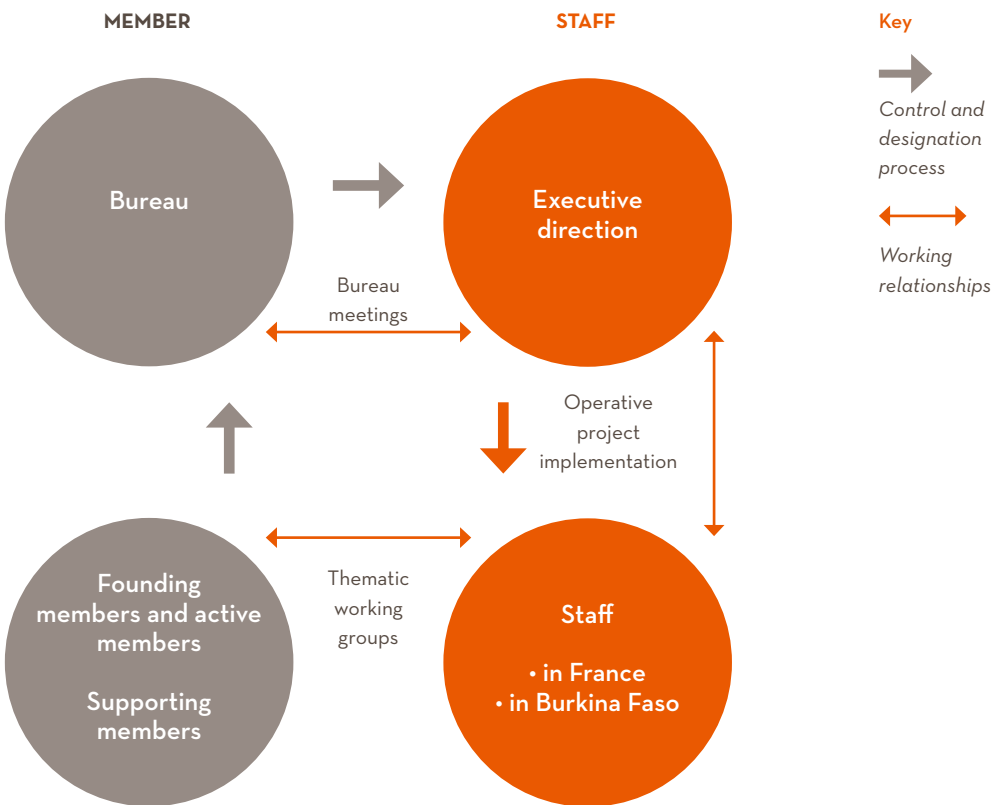 MEMBER
STAFF
Key
Control and
designation
process
Working
relationships
Bureau
Executive
direction
Bureau
meetings
Operative
project
implementation
Founding
members and active
members
Supporting
members
Thematic
working
groups
Staff
• in France
• in Burkina Faso